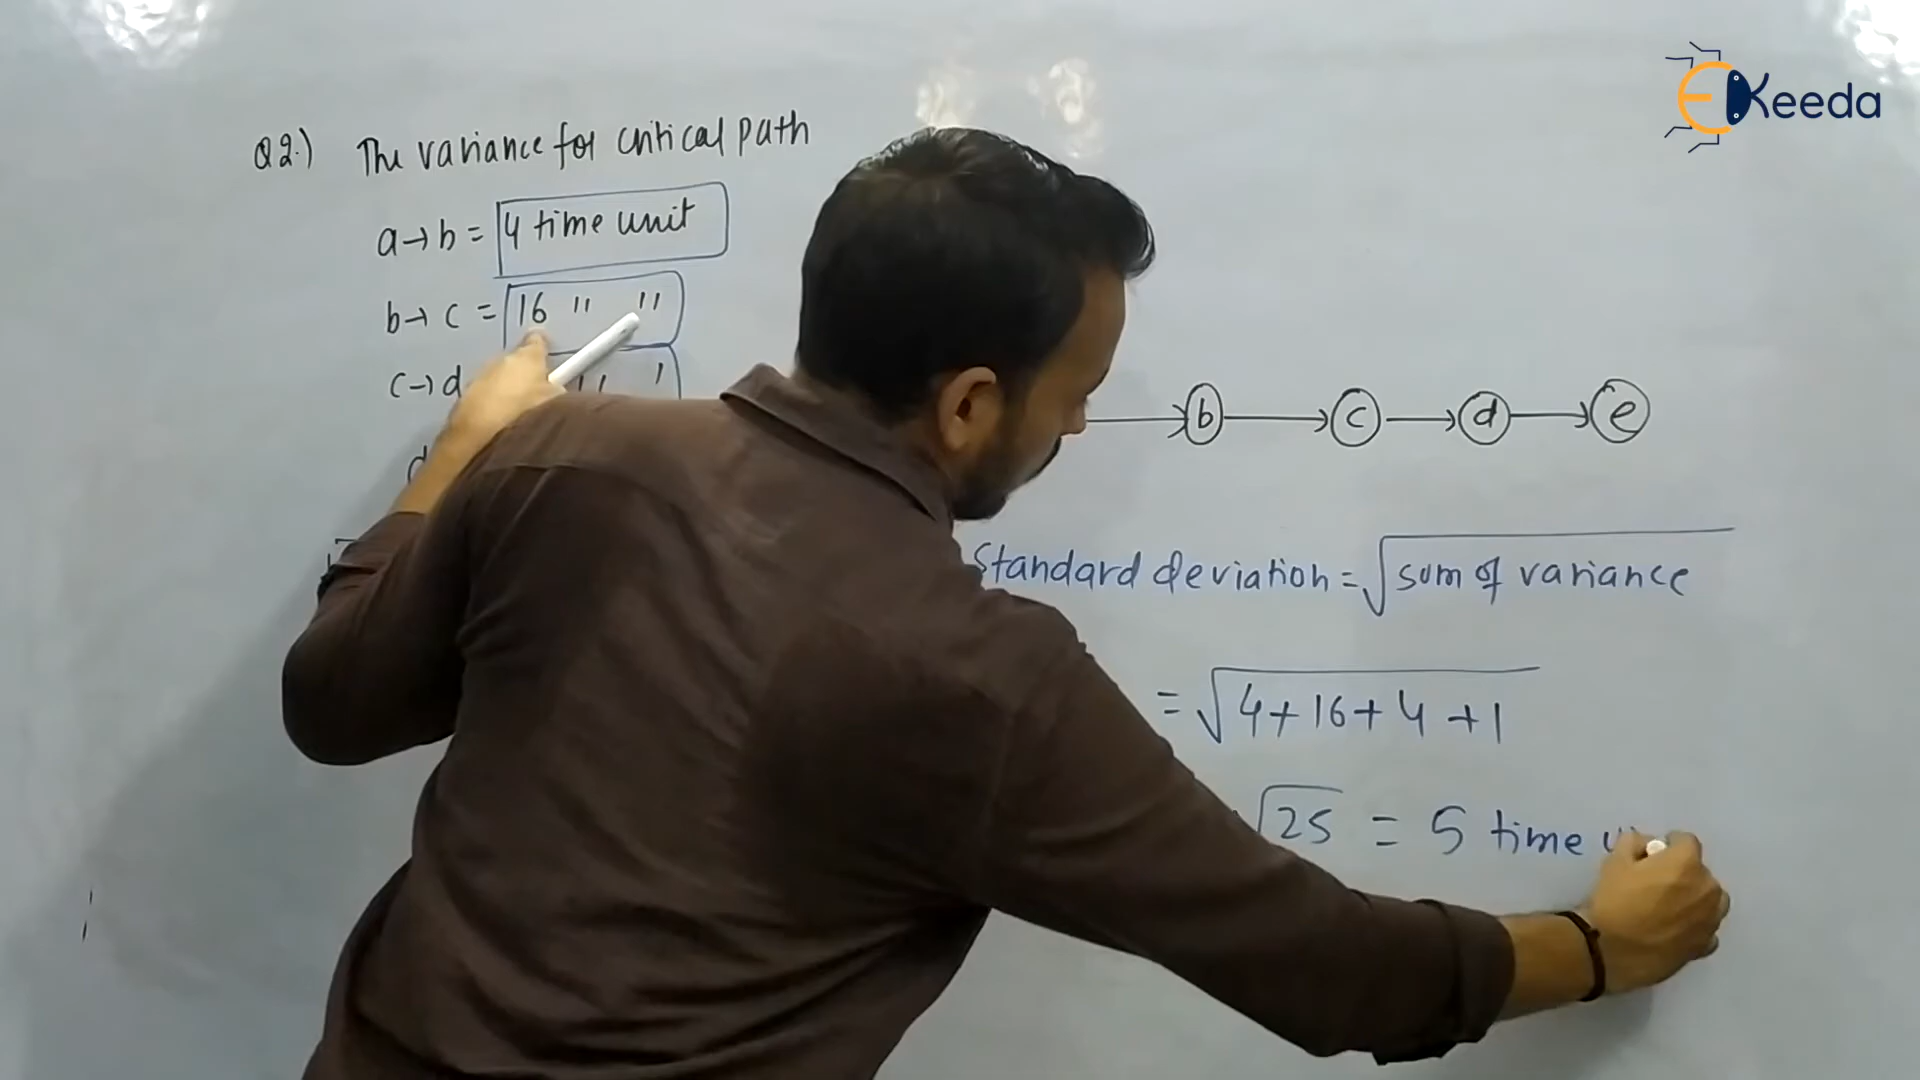 Q2.) The variance for critical path
a→b = 4 time unit
b→c = 16 " "
c→d " "
d
b c d e
Standard deviation = √sum of variance
= √4+16+4+1
√25 = 5 time
EKeeda